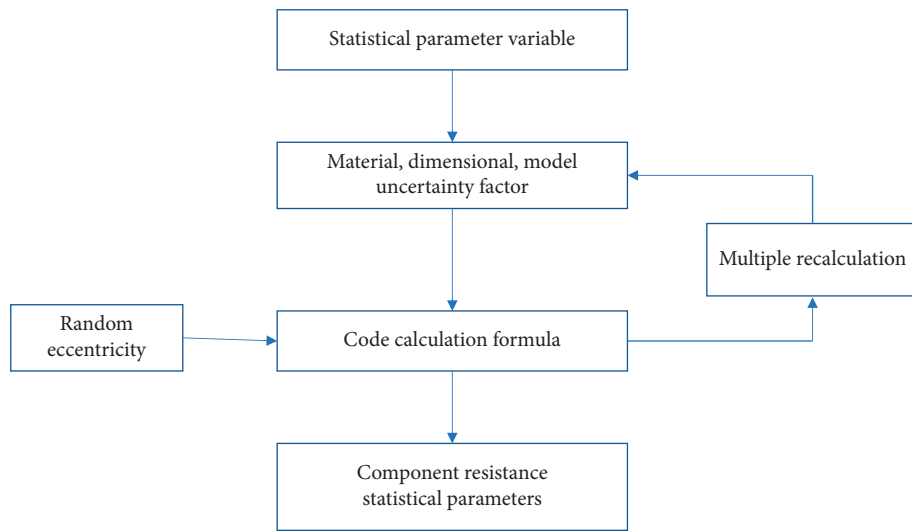 Statistical parameter variable
Material, dimensional, model
uncertainty factor
Multiple recalculation
Random
eccentricity
Code calculation formula
Component resistance
statistical parameters